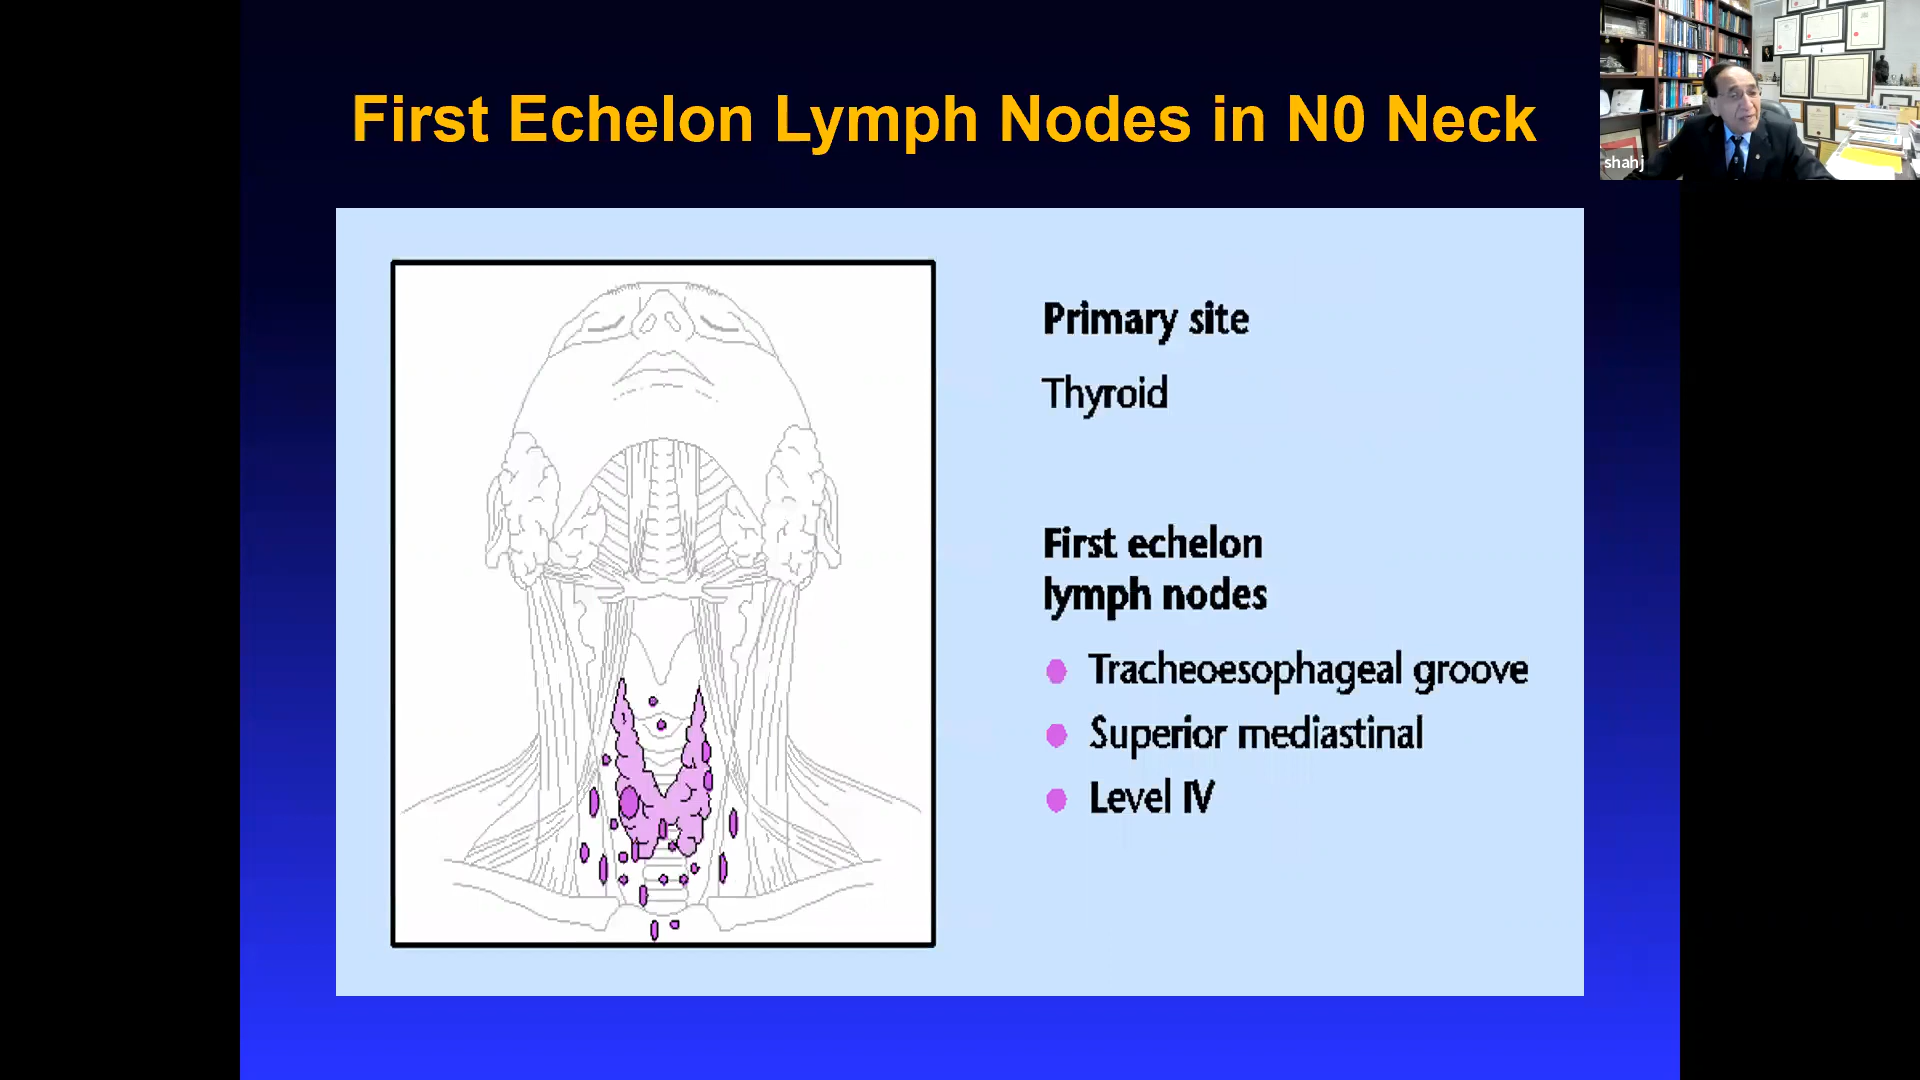 First Echelon Lymph Nodes in N0 Neck
shahj
Primary site
Thyroid
First echelon
lymph nodes
Tracheoesophageal groove
Superior mediastinal
Level IV